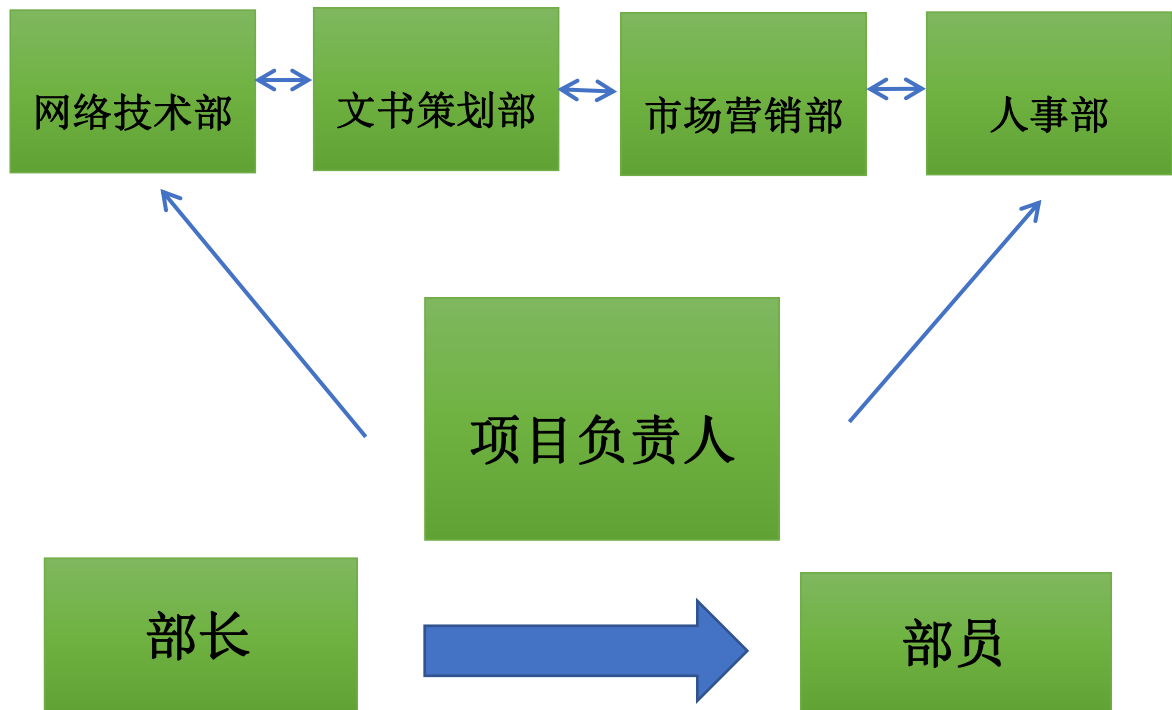 网络技术部
文书策划部
市场营销部
人事部
项目负责人
部长
部员